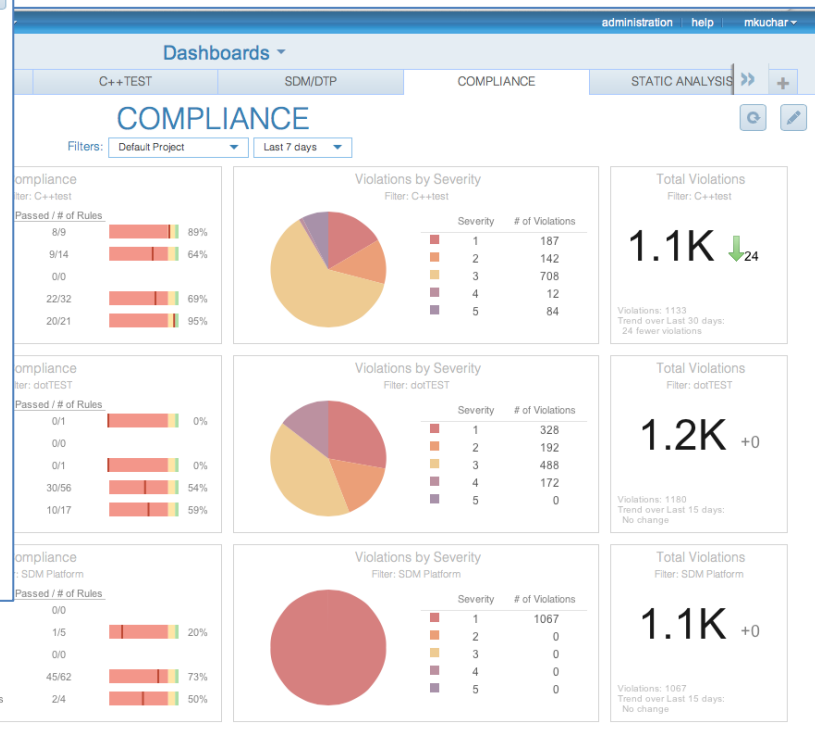 administration help mkuchar
Dashboards
C++TEST SDM/DTP COMPLIANCE STATIC ANALYSIS
COMPLIANCE
Filters: Default Project Last 7 days
ompliance
lter: C++test
Passed / # of Rules
8/9 89%
9/14 64%
0/0
22/32 69%
20/21 95%
Violations by Severity
Filter: C++test
Severity # of Violations
1 187
2 142
3 708
4 12
5 84
Total Violations
Filter: C++test
1.1K 24
Violations: 1133
Trend over Last 30 days:
24 fewer violations
ompliance
lter: dotTEST
Passed / # of Rules
0/1 0%
0/0
0/1 0%
30/56 54%
10/17 59%
Violations by Severity
Filter: dotTEST
Severity # of Violations
1 328
2 192
3 488
4 172
5 0
Total Violations
Filter: dotTEST
1.2K +0
Violations: 1180
Trend over Last 15 days:
No change
ompliance
: SDM Platform
Passed / # of Rules
0/0
1/5 20%
0/0
45/62 73%
s 2/4 50%
Violations by Severity
Filter: SDM Platform
Severity # of Violations
1 1067
2 0
3 0
4 0
5 0
Total Violations
Filter: SDM Platform
1.1K +0
Violations: 1067
Trend over Last 15 days:
No change